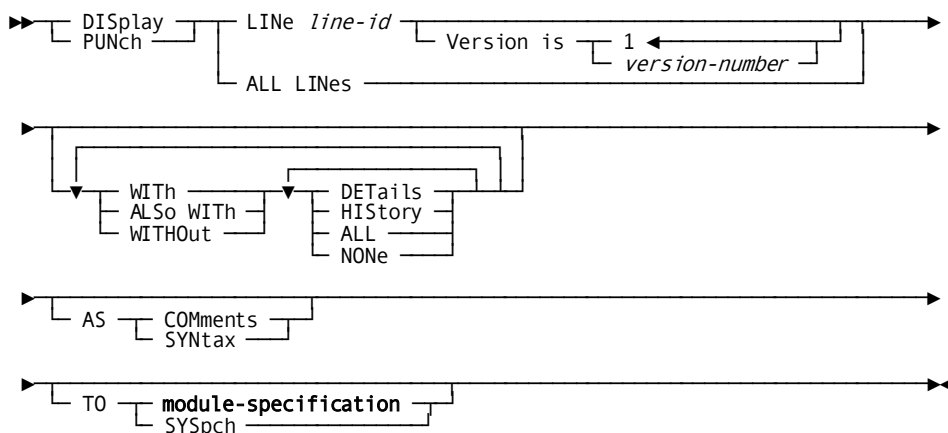 DISplay LINe line-id
PUNch Version is 1
version-number
ALL LINes
WITh DETails
ALSo WITh HIStory
WITHOut ALL
NONe
AS COMments
SYNtax
TO module-specification
SYSpch